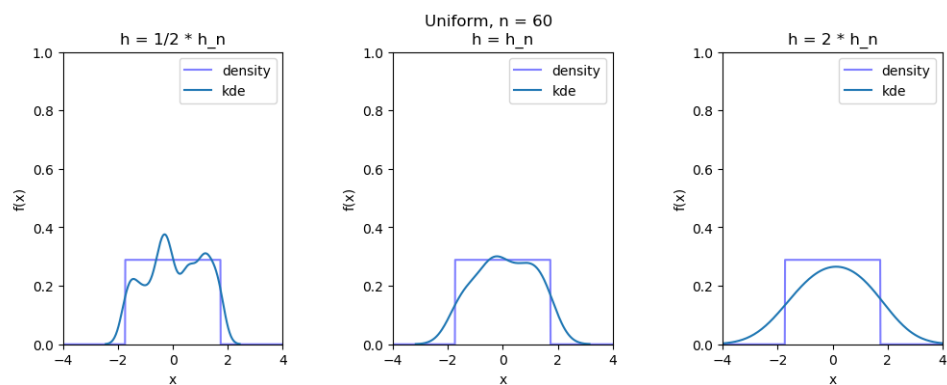 Uniform, n = 60
h = 1/2 * h_n
1.0
0.8
0.6
0.4
0.2
0.0
f(x)
density
kde
−4
−2
0
2
4
x
h = h_n
1.0
0.8
0.6
0.4
0.2
0.0
f(x)
density
kde
−4
−2
0
2
4
x
h = 2 * h_n
1.0
0.8
0.6
0.4
0.2
0.0
f(x)
density
kde
−4
−2
0
2
4
x